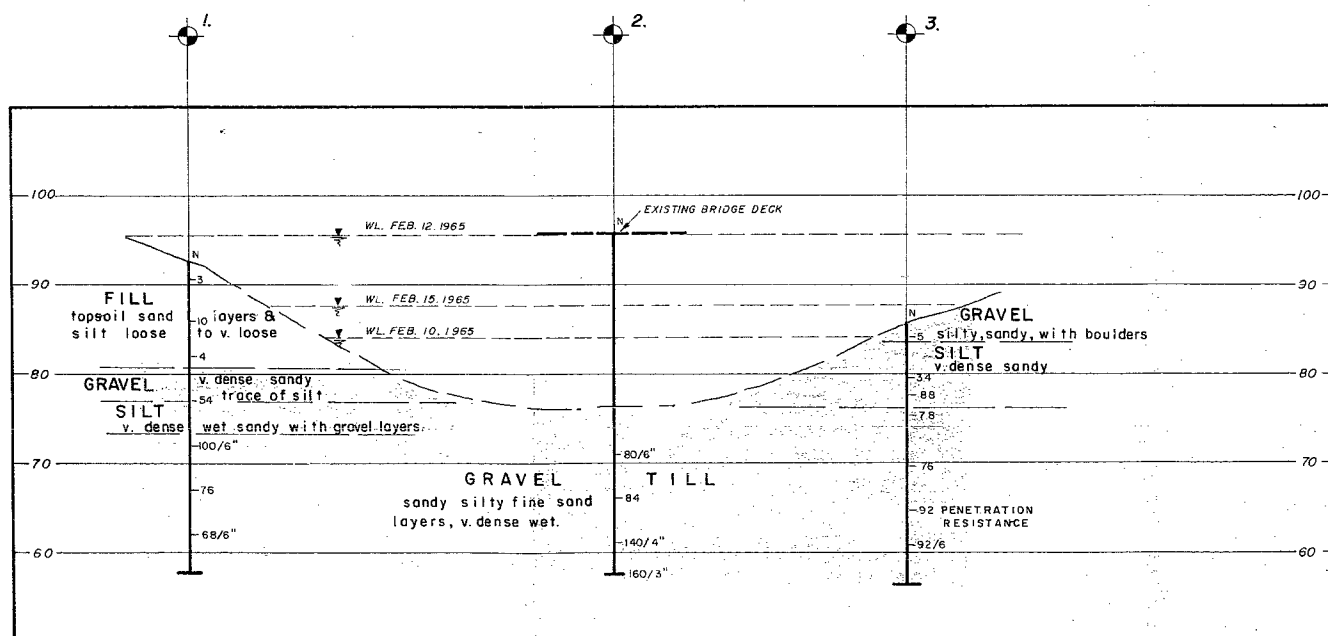 1.
2.
3.
100
100
EXISTING BRIDGE DECK
WL. FEB. 12. 1965
N
N
90
90
3
FILL
topsoil sand layers &
silt loose to v. loose
10
WL. FEB. 15. 1965
WL. FEB. 10. 1965
N
GRAVEL
5 silty, sandy, with boulders
SILT
v. dense sandy
4
80
80
GRAVEL v. dense sandy
trace of silt
54
34
88
78
SILT
v. dense wet sandy with gravel layers
100/6"
80/6"
70
70
76
GRAVEL TILL
sandy silty fine sand
layers, v. dense wet.
76
84
92 PENETRATION
RESISTANCE
68/6"
140/4"
92/6
60
60
160/3"